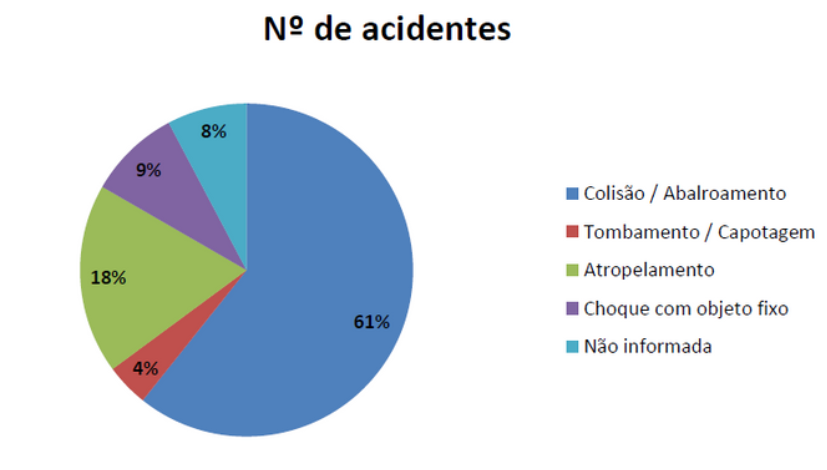 Nº de acidentes
8%
9%
18%
4%
61%
Colisão / Abalroamento
Tombamento / Capotagem
Atropelamento
Choque com objeto fixo
Não informada